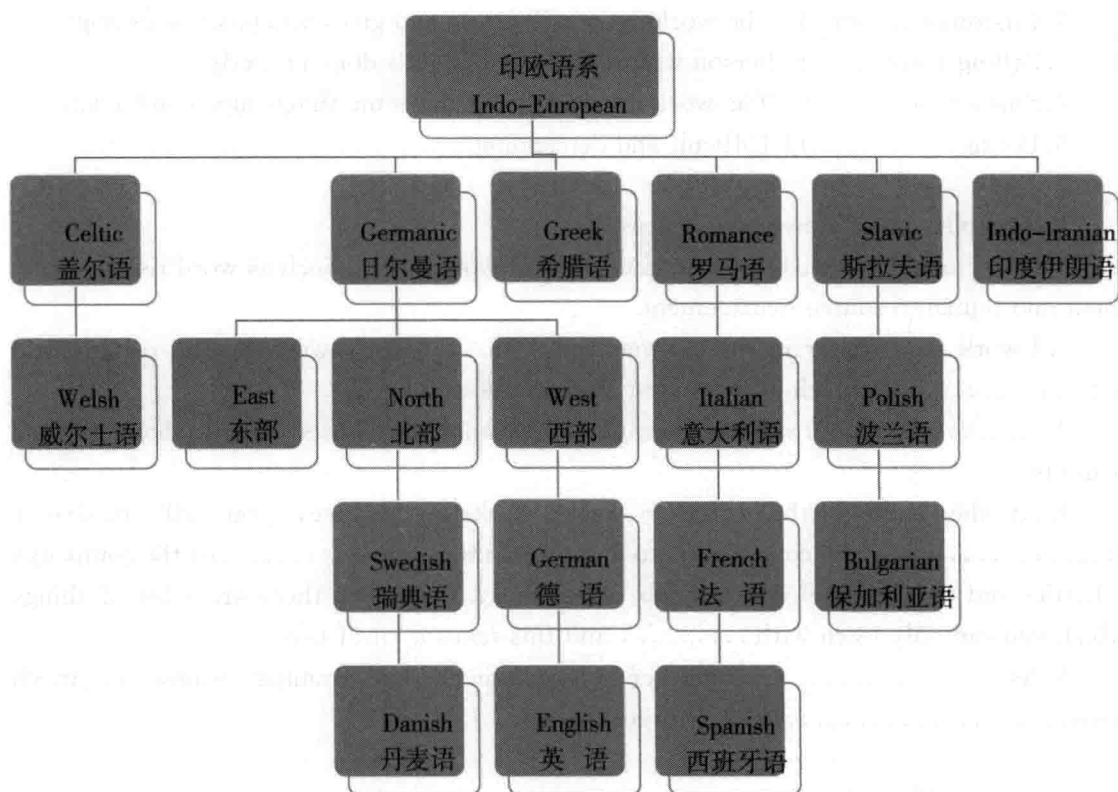 印欧语系
Indo-European
Celtic
盖尔语
Germanic
日尔曼语
Greek
希腊语
Romance
罗马语
Slavic
斯拉夫语
Indo-Iranian
印度伊朗语
Welsh
威尔士语
East
东部
North
北部
West
西部
Italian
意大利语
Polish
波兰语
Swedish
瑞典语
German
德 语
French
法 语
Bulgarian
保加利亚语
Danish
丹麦语
English
英 语
Spanish
西班牙语